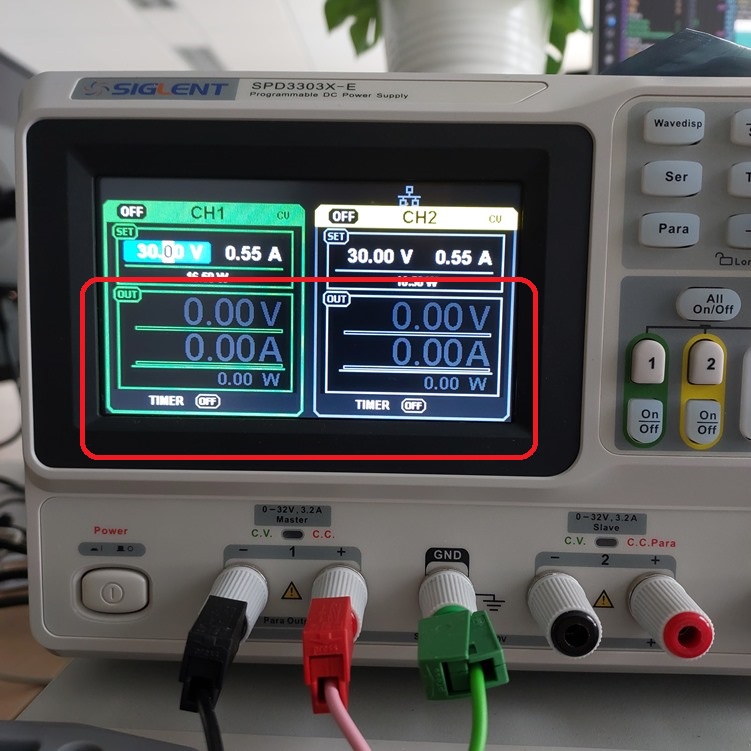 SIGLENT
SPD3303X-E
Programmable DC Power Supply
OFF CH1 CV
SET
30.00 V 0.55 A
OUT
0.00 V
0.00 A
0.00 W
TIMER OFF
OFF CH2 CV
SET
30.00 V 0.55 A
OUT
0.00 V
0.00 A
0.00 W
TIMER OFF
Wavedisp
Ser
Para
All
On/Off
1
2
On
Off
On
Off
Power
0~32V, 3.2A
Master
C.V. C.C.
− 1 +
GND
0~32V, 3.2A
Slave
C.V. C.C.Para
− 2 +